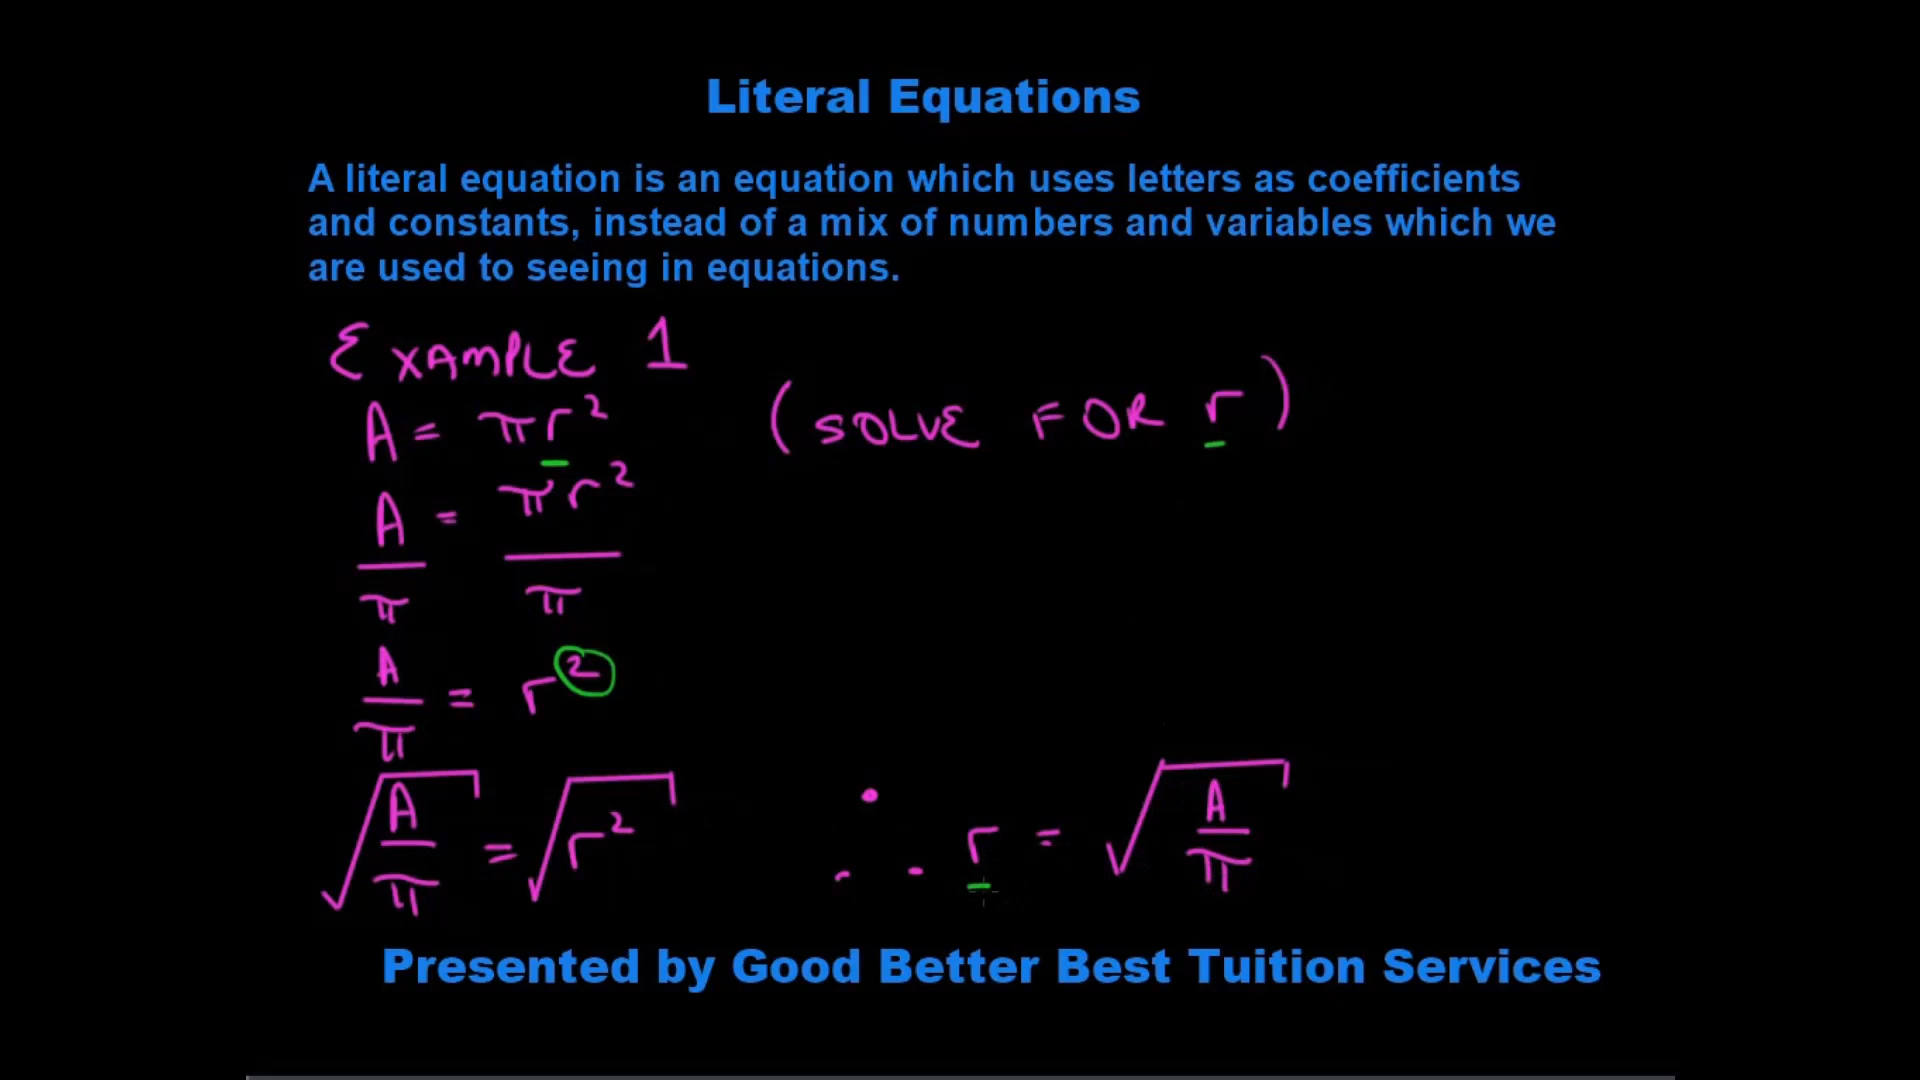 Literal Equations
A literal equation is an equation which uses letters as coefficients
and constants, instead of a mix of numbers and variables which we
are used to seeing in equations.
EXAMPLE 1
A = πr² (SOLVE FOR r)
A/π = πr²/π
A/π = r²
√(A/π) = √(r²) ∴ r = √(A/π)
Presented by Good Better Best Tuition Services